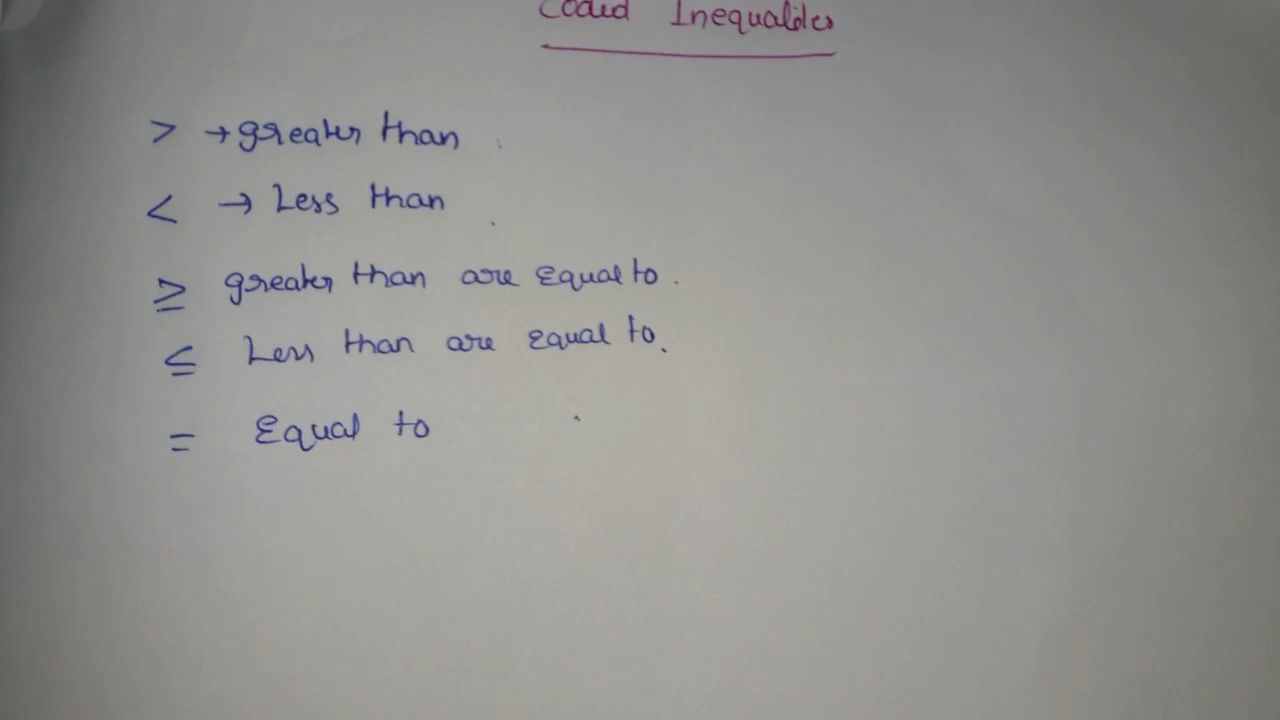 Coded Inequalities
> → greater than
< → Less than
≥ greater than are Equal to.
≤ Less than are equal to.
= Equal to